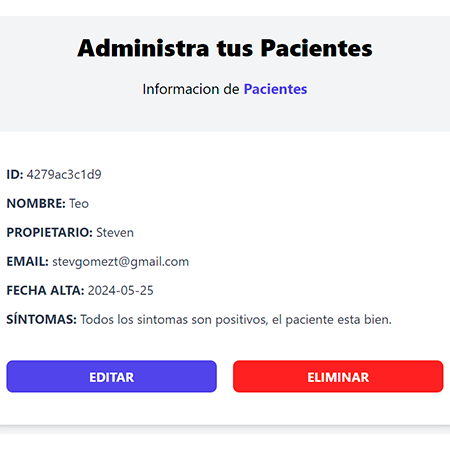 Administra tus Pacientes
Informacion de Pacientes
ID: 4279ac3c1d9
NOMBRE: Teo
PROPIETARIO: Steven
EMAIL: stevgomezt@gmail.com
FECHA ALTA: 2024-05-25
SÍNTOMAS: Todos los sintomas son positivos, el paciente esta bien.
EDITAR
ELIMINAR